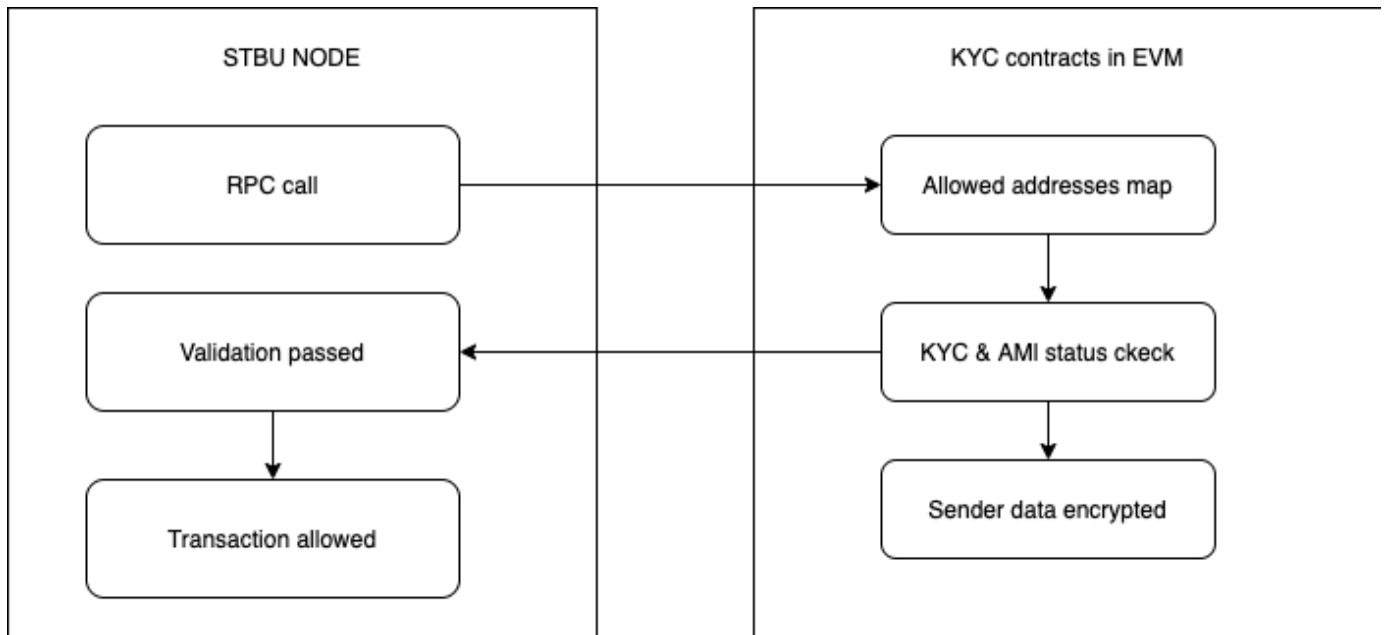 STBU NODE
RPC call
Validation passed
Transaction allowed
KYC contracts in EVM
Allowed addresses map
KYC & AMI status ckeck
Sender data encrypted